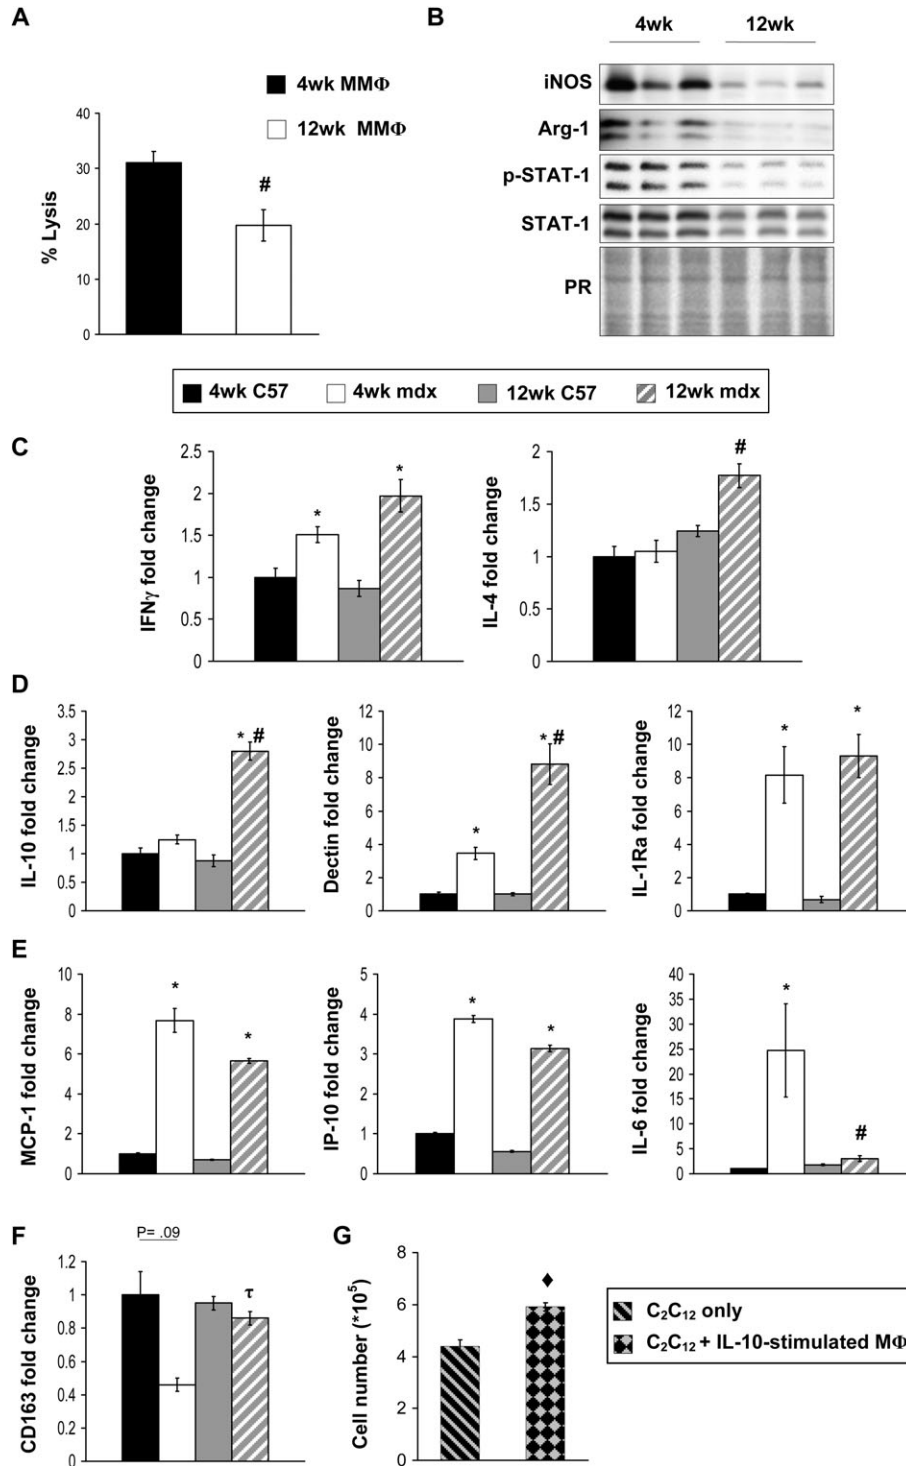 A
4wk MMΦ
12wk MMΦ
% Lysis
40
30
20
10
0
#
B
4wk 12wk
iNOS
Arg-1
p-STAT-1
STAT-1
PR
4wk C57 4wk mdx 12wk C57 12wk mdx
C
IFNγ fold change
2.5
2
1.5
1
0.5
0
* *
IL-4 fold change
2
1.5
1
0.5
0
#
D
IL-10 fold change
3.5
3
2.5
2
1.5
1
0.5
0
* #
Dectin fold change
12
10
8
6
4
2
0
*
* #
IL-1Ra fold change
12
10
8
6
4
2
0
* *
E
MCP-1 fold change
10
8
6
4
2
0
* *
IP-10 fold change
5
4
3
2
1
0
* *
IL-6 fold change
40
35
30
25
20
15
10
5
0
*
#
F
P= .09
CD163 fold change
1.2
1
0.8
0.6
0.4
0.2
0
τ
G
Cell number (*10⁵)
8
6
4
2
0
♦
C₂C₁₂ only
C₂C₁₂ + IL-10-stimulated MΦ